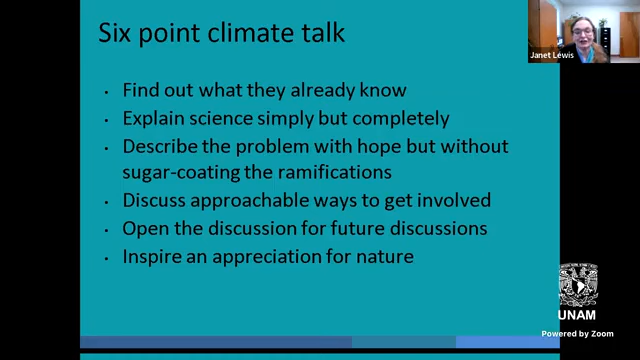 Six point climate talk
Janet Lewis
• Find out what they already know
• Explain science simply but completely
• Describe the problem with hope but without
sugar-coating the ramifications
• Discuss approachable ways to get involved
• Open the discussion for future discussions
• Inspire an appreciation for nature
UNAM
Powered by Zoom